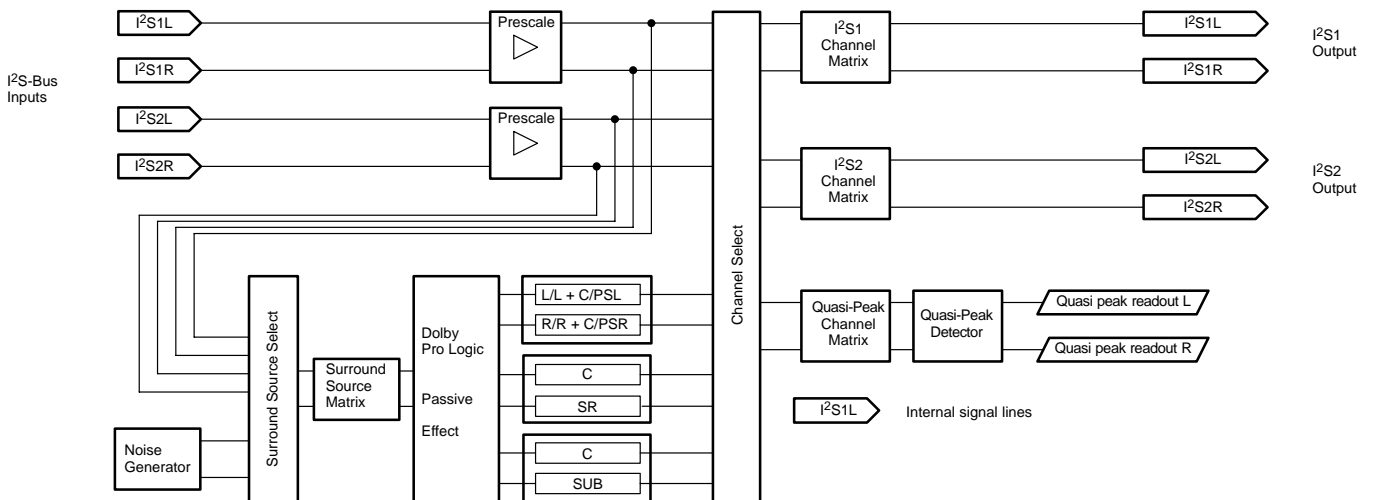 I²S-Bus
Inputs
I²S1L
I²S1R
I²S2L
I²S2R
Prescale
Prescale
Channel Select
I²S1
Channel
Matrix
I²S1L
I²S1R
I²S1
Output
I²S2
Channel
Matrix
I²S2L
I²S2R
I²S2
Output
Noise
Generator
Surround Source Select
Surround
Source
Matrix
Dolby
Pro Logic
Passive
Effect
L/L + C/PSL
R/R + C/PSR
C
SR
C
SUB
Quasi-Peak
Channel
Matrix
Quasi-Peak
Detector
Quasi peak readout L
Quasi peak readout R
I²S1L
Internal signal lines